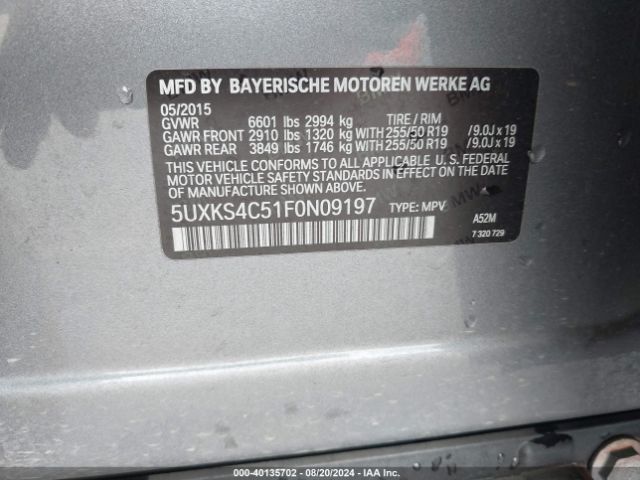 MFD BY BAYERISCHE MOTOREN WERKE AG
05/2015
GVWR 6601 lbs 2994 kg TIRE / RIM
GAWR FRONT 2910 lbs 1320 kg WITH 255/50 R19 /9.0J x 19
GAWR REAR 3849 lbs 1746 kg WITH 255/50 R19 /9.0J x 19
THIS VEHICLE CONFORMS TO ALL APPLICABLE U. S. FEDERAL
MOTOR VEHICLE SAFETY STANDARDS IN EFFECT ON THE DATE
OF MANUFACTURE SHOWN ABOVE.
5UXKS4C51F0N09197 TYPE: MPV A52M
7 320 729
000-40135702 - 08/20/2024 - IAA Inc.